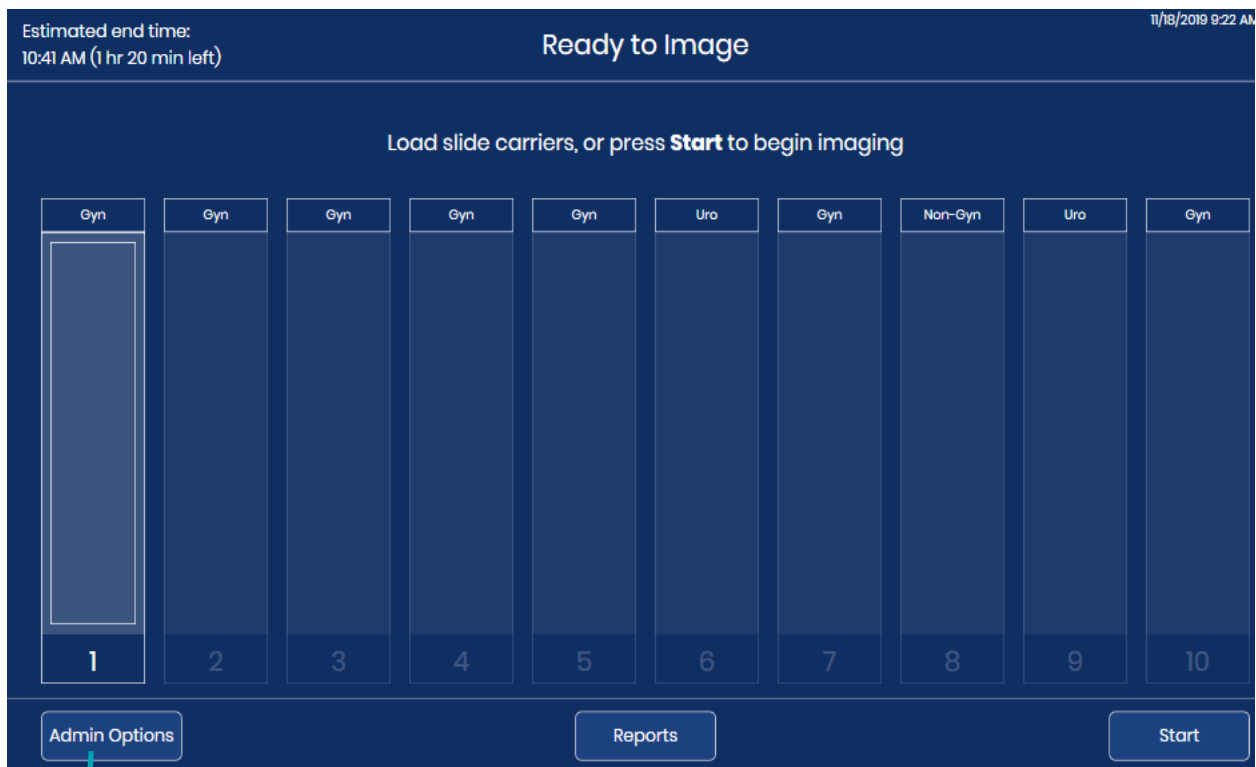 Estimated end time:
11/18/2019 9:22 AM
10:41 AM (1 hr 20 min left)
Ready to Image
Load slide carriers, or press Start to begin imaging
Gyn Gyn Gyn Gyn Gyn Uro Gyn Non-Gyn Uro Gyn
1 2 3 4 5 6 7 8 9 10
Admin Options Reports Start